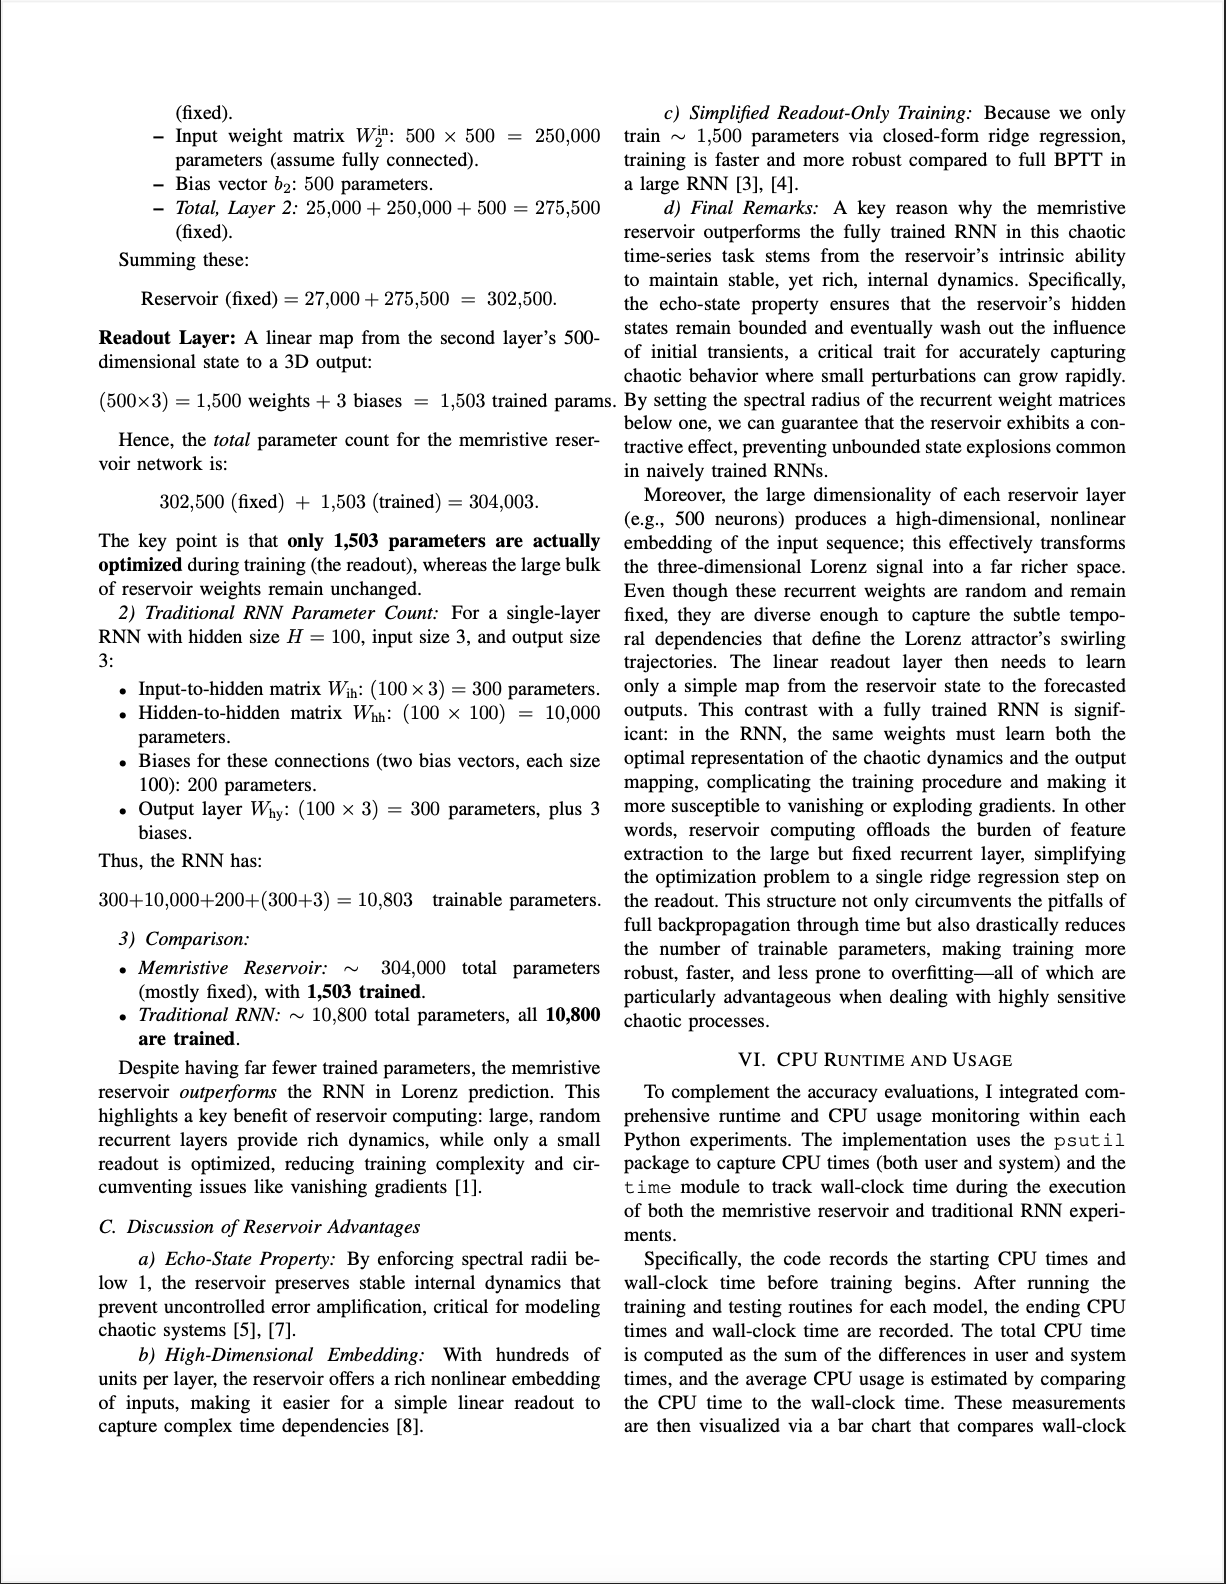 (fixed).
– Input weight matrix W₂ⁱⁿ: 500 × 500 = 250,000
parameters (assume fully connected).
– Bias vector b₂: 500 parameters.
– Total, Layer 2: 25,000 + 250,000 + 500 = 275,500
(fixed).
Summing these:
Reservoir (fixed) = 27,000 + 275,500 = 302,500.
Readout Layer: A linear map from the second layer's 500-
dimensional state to a 3D output:
(500×3) = 1,500 weights + 3 biases = 1,503 trained params.
Hence, the total parameter count for the memristive reser-
voir network is:
302,500 (fixed) + 1,503 (trained) = 304,003.
The key point is that only 1,503 parameters are actually
optimized during training (the readout), whereas the large bulk
of reservoir weights remain unchanged.
2) Traditional RNN Parameter Count: For a single-layer
RNN with hidden size H = 100, input size 3, and output size
3:
• Input-to-hidden matrix W_ih: (100 × 3) = 300 parameters.
• Hidden-to-hidden matrix W_hh: (100 × 100) = 10,000
parameters.
• Biases for these connections (two bias vectors, each size
100): 200 parameters.
• Output layer W_hy: (100 × 3) = 300 parameters, plus 3
biases.
Thus, the RNN has:
300+10,000+200+(300+3) = 10,803 trainable parameters.
3) Comparison:
• Memristive Reservoir: ∼ 304,000 total parameters
(mostly fixed), with 1,503 trained.
• Traditional RNN: ∼ 10,800 total parameters, all 10,800
are trained.
Despite having far fewer trained parameters, the memristive
reservoir outperforms the RNN in Lorenz prediction. This
highlights a key benefit of reservoir computing: large, random
recurrent layers provide rich dynamics, while only a small
readout is optimized, reducing training complexity and cir-
cumventing issues like vanishing gradients [1].
C. Discussion of Reservoir Advantages
a) Echo-State Property: By enforcing spectral radii be-
low 1, the reservoir preserves stable internal dynamics that
prevent uncontrolled error amplification, critical for modeling
chaotic systems [5], [7].
b) High-Dimensional Embedding: With hundreds of
units per layer, the reservoir offers a rich nonlinear embedding
of inputs, making it easier for a simple linear readout to
capture complex time dependencies [8].
c) Simplified Readout-Only Training: Because we only
train ∼ 1,500 parameters via closed-form ridge regression,
training is faster and more robust compared to full BPTT in
a large RNN [3], [4].
d) Final Remarks: A key reason why the memristive
reservoir outperforms the fully trained RNN in this chaotic
time-series task stems from the reservoir's intrinsic ability
to maintain stable, yet rich, internal dynamics. Specifically,
the echo-state property ensures that the reservoir's hidden
states remain bounded and eventually wash out the influence
of initial transients, a critical trait for accurately capturing
chaotic behavior where small perturbations can grow rapidly.
By setting the spectral radius of the recurrent weight matrices
below one, we can guarantee that the reservoir exhibits a con-
tractive effect, preventing unbounded state explosions common
in naively trained RNNs.
Moreover, the large dimensionality of each reservoir layer
(e.g., 500 neurons) produces a high-dimensional, nonlinear
embedding of the input sequence; this effectively transforms
the three-dimensional Lorenz signal into a far richer space.
Even though these recurrent weights are random and remain
fixed, they are diverse enough to capture the subtle tempo-
ral dependencies that define the Lorenz attractor's swirling
trajectories. The linear readout layer then needs to learn
only a simple map from the reservoir state to the forecasted
outputs. This contrast with a fully trained RNN is signif-
icant: in the RNN, the same weights must learn both the
optimal representation of the chaotic dynamics and the output
mapping, complicating the training procedure and making it
more susceptible to vanishing or exploding gradients. In other
words, reservoir computing offloads the burden of feature
extraction to the large but fixed recurrent layer, simplifying
the optimization problem to a single ridge regression step on
the readout. This structure not only circumvents the pitfalls of
full backpropagation through time but also drastically reduces
the number of trainable parameters, making training more
robust, faster, and less prone to overfitting—all of which are
particularly advantageous when dealing with highly sensitive
chaotic processes.
VI. CPU RUNTIME AND USAGE
To complement the accuracy evaluations, I integrated com-
prehensive runtime and CPU usage monitoring within each
Python experiments. The implementation uses the psutil
package to capture CPU times (both user and system) and the
time module to track wall-clock time during the execution
of both the memristive reservoir and traditional RNN experi-
ments.
Specifically, the code records the starting CPU times and
wall-clock time before training begins. After running the
training and testing routines for each model, the ending CPU
times and wall-clock time are recorded. The total CPU time
is computed as the sum of the differences in user and system
times, and the average CPU usage is estimated by comparing
the CPU time to the wall-clock time. These measurements
are then visualized via a bar chart that compares wall-clock